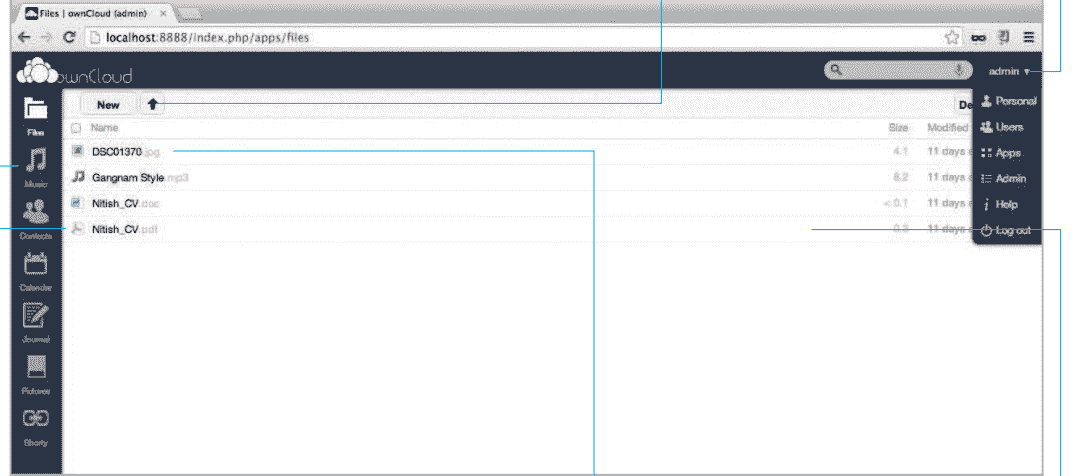 Files | ownCloud (admin)
localhost:8888/index.php/apps/files
ownCloud
admin
New
De
Personal
Files
Name
Size
Modified
Users
DSC01370.jpg
4.1
11 days
Apps
Music
Gangnam Style.mp3
8.2
11 days
Admin
Nitish_CV.doc
< 0.1
11 days
Help
Contacts
Nitish_CV.pdf
0.3
11 days
Log out
Calendar
Journal
Pictures
Shorty